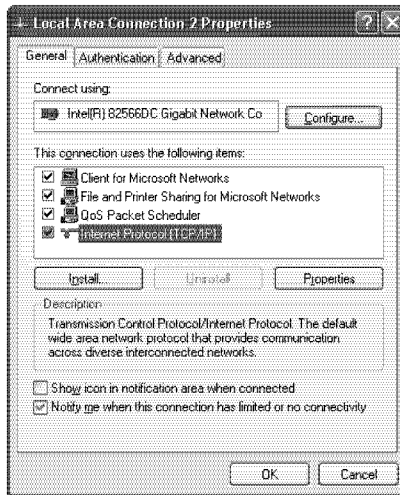 Local Area Connection 2 Properties
General
Authentication
Advanced
Connect using:
Intel(R) 82566DC Gigabit Network Co
Configure...
This connection uses the following items:
Client for Microsoft Networks
File and Printer Sharing for Microsoft Networks
QoS Packet Scheduler
Internet Protocol (TCP/IP)
Install...
Uninstall
Properties
Description
Transmission Control Protocol/Internet Protocol. The default
wide area network protocol that provides communication
across diverse interconnected networks.
Show icon in notification area when connected
Notify me when this connection has limited or no connectivity
OK
Cancel